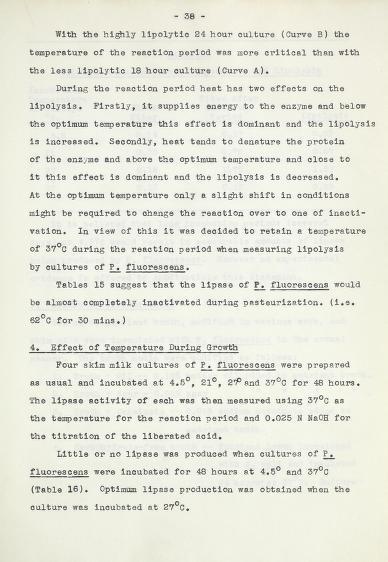 - 38 -
With the highly lipolytic 24 hour culture (Curve B) the
temperature of the reaction period was more critical than with
the less lipolytic 18 hour culture (Curve A).
During the reaction period heat has two effects on the
lipolysis. Firstly, it supplies energy to the enzyme and below
the optimum temperature this effect is dominant and the lipolysis
is increased. Secondly, heat tends to denature the protein
of the enzyme and above the optimum temperature and close to
it this effect is dominant and the lipolysis is decreased.
At the optimum temperature only a slight shift in conditions
might be required to change the reaction over to one of inacti-
vation. In view of this it was decided to retain a temperature
of 37°C during the reaction period when measuring lipolysis
by cultures of P. fluorescens.
Tables 15 suggest that the lipase of P. fluorescens would
be almost completely inactivated during pasteurization. (i.e.
62°C for 30 mins.)
4. Effect of Temperature During Growth
Four skim milk cultures of P. fluorescens were prepared
as usual and incubated at 4.5°, 21°, 27° and 37°C for 48 hours.
The lipase activity of each was then measured using 37°C as
the temperature for the reaction period and 0.025 N NaOH for
the titration of the liberated acid.
Little or no lipase was produced when cultures of P.
fluorescens were incubated for 48 hours at 4.5° and 37°C
(Table 16). Optimum lipase production was obtained when the
culture was incubated at 27°C.